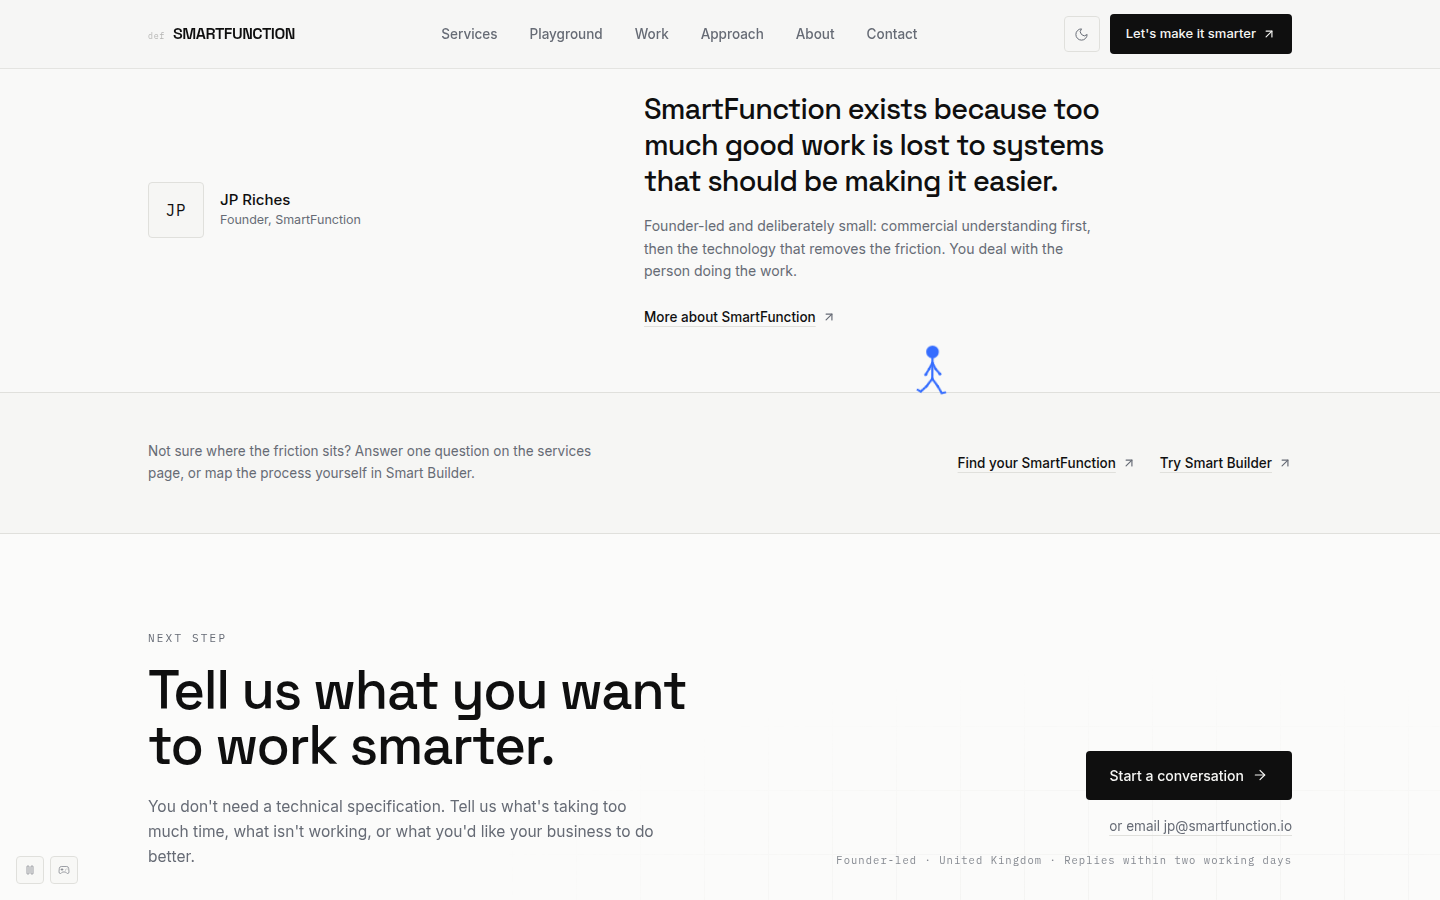 def SMARTFUNCTION
Services
Playground
Work
Approach
About
Contact
Let's make it smarter
SmartFunction exists because too
much good work is lost to systems
that should be making it easier.
JP
JP Riches
Founder, SmartFunction
Founder-led and deliberately small: commercial understanding first,
then the technology that removes the friction. You deal with the
person doing the work.
More about SmartFunction
Not sure where the friction sits? Answer one question on the services
page, or map the process yourself in Smart Builder.
Find your SmartFunction
Try Smart Builder
NEXT STEP
Tell us what you want
to work smarter.
You don't need a technical specification. Tell us what's taking too
much time, what isn't working, or what you'd like your business to do
better.
Start a conversation
or email jp@smartfunction.io
Founder-led · United Kingdom · Replies within two working days